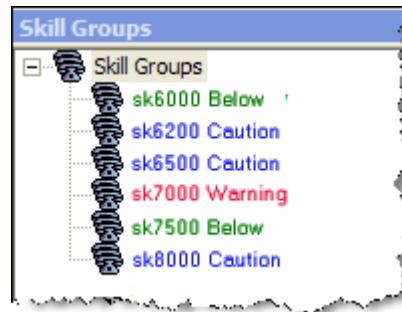 Skill Groups
Skill Groups
sk6000 Below
sk6200 Caution
sk6500 Caution
sk7000 Warning
sk7500 Below
sk8000 Caution